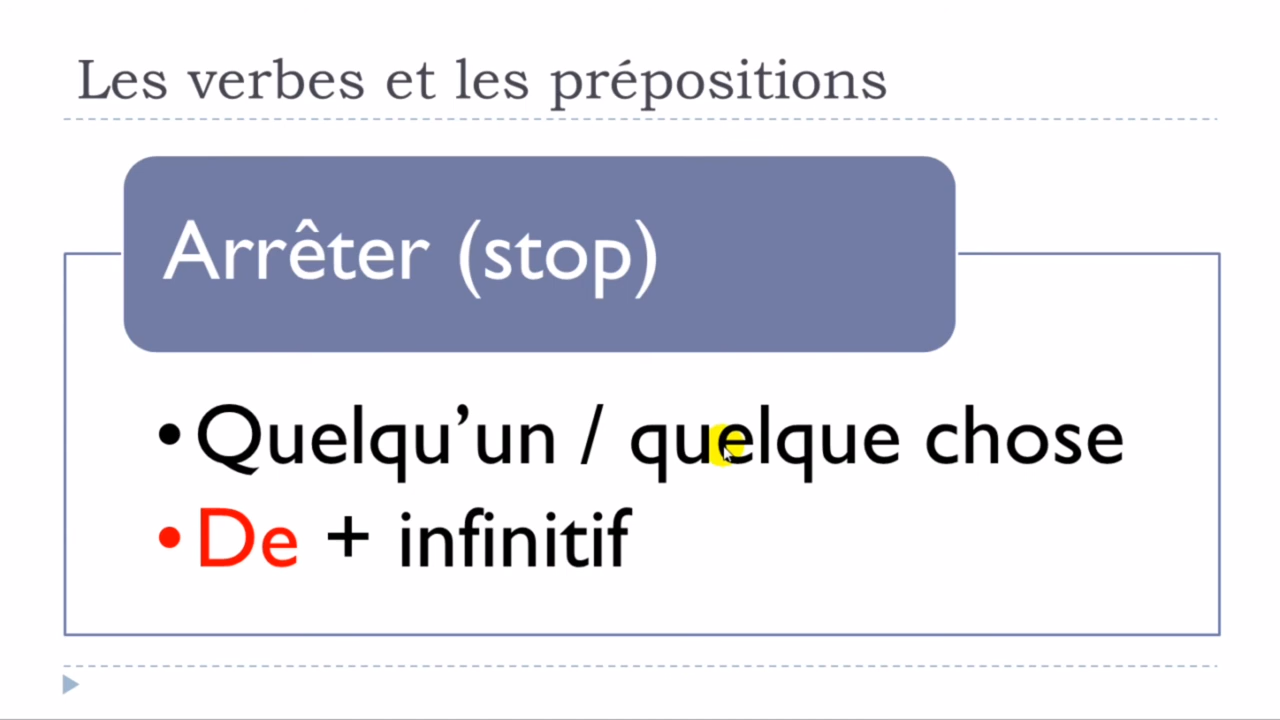 Les verbes et les prépositions
Arrêter (stop)
•Quelqu’un / quelque chose
•De + infinitif